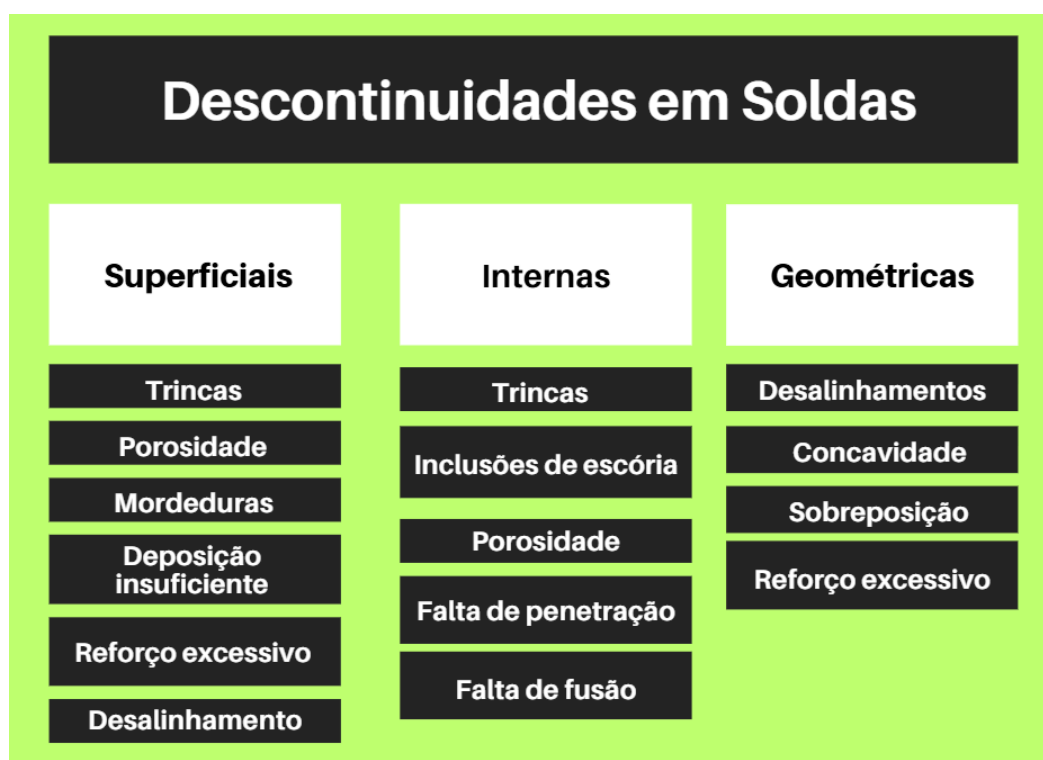 Descontinuidades em Soldas
Superficiais
Trincas
Porosidade
Mordeduras
Deposição
insuficiente
Reforço excessivo
Desalinhamento
Internas
Trincas
Inclusões de escória
Porosidade
Falta de penetração
Falta de fusão
Geométricas
Desalinhamentos
Concavidade
Sobreposição
Reforço excessivo